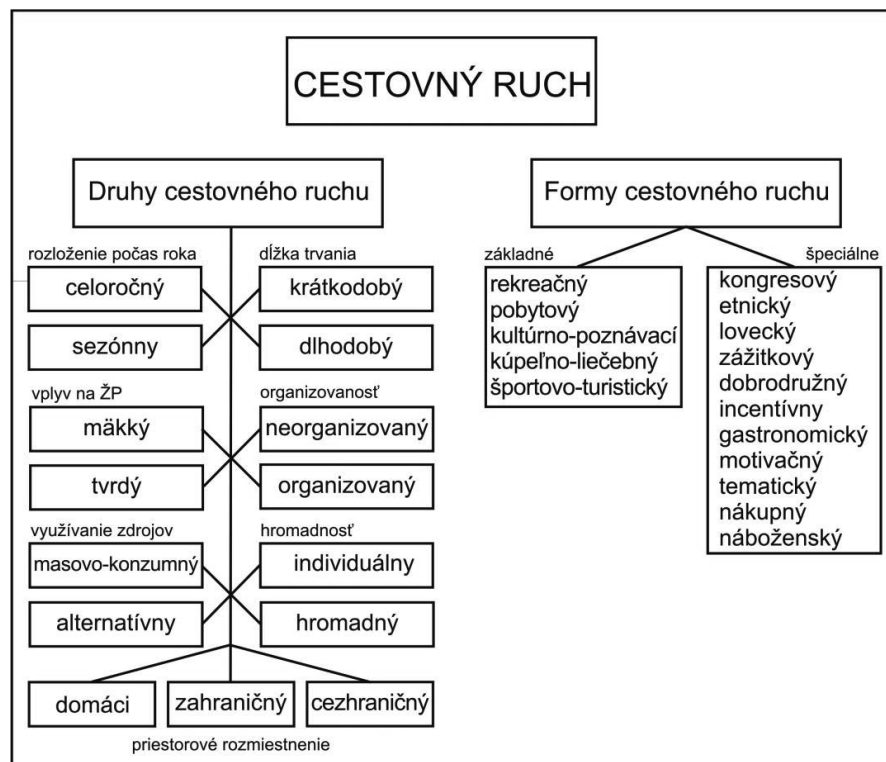 CESTOVNÝ RUCH
Druhy cestovného ruchu
rozloženie počas roka
dĺžka trvania
celoročný
krátkodobý
sezónny
dlhodobý
vplyv na ŽP
organizovanosť
mäkký
neorganizovaný
tvrdý
organizovaný
využívanie zdrojov
hromadnosť
masovo-konzumný
individuálny
alternatívny
hromadný
domáci
zahraničný
cezhraničný
priestorové rozmiestnenie
Formy cestovného ruchu
základné
rekreačný
pobytový
kultúrno-poznávací
kúpeľno-liečebný
športovo-turistický
špeciálne
kongresový
etnický
lovecký
zážitkový
dobrodružný
incentívny
gastronomický
motivačný
tematický
nákupný
náboženský